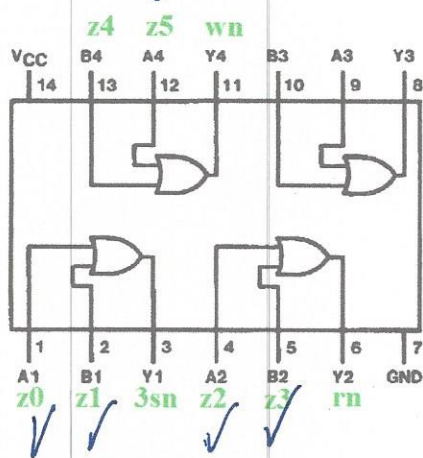 z4 z5 wn
VCC B4 A4 Y4 B3 A3 Y3
14 13 12 11 10 9 8
1 2 3 4 5 6 7
A1 B1 Y1 A2 B2 Y2 GND
z0 z1 3sn z2 z3 rn